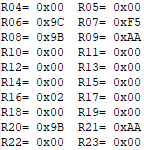 R04= 0x00 R05= 0x00
R06= 0x9C R07= 0xF5
R08= 0x9B R09= 0xAA
R10= 0x00 R11= 0x00
R12= 0x00 R13= 0x00
R14= 0x00 R15= 0x00
R16= 0x02 R17= 0x00
R18= 0x00 R19= 0x00
R20= 0x9B R21= 0xAA
R22= 0x00 R23= 0x00